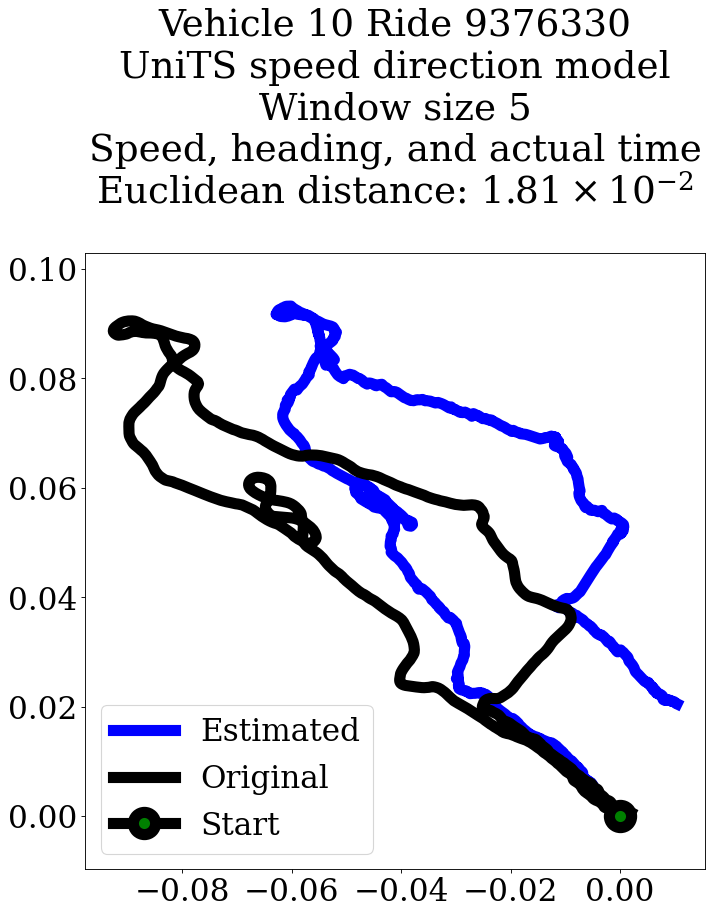 Vehicle 10 Ride 9376330
UniTS speed direction model
Window size 5
Speed, heading, and actual time
Euclidean distance: 1.81 × 10⁻²
0.10
0.08
0.06
0.04
0.02
0.00
Estimated
Original
Start
−0.08 −0.06 −0.04 −0.02 0.00